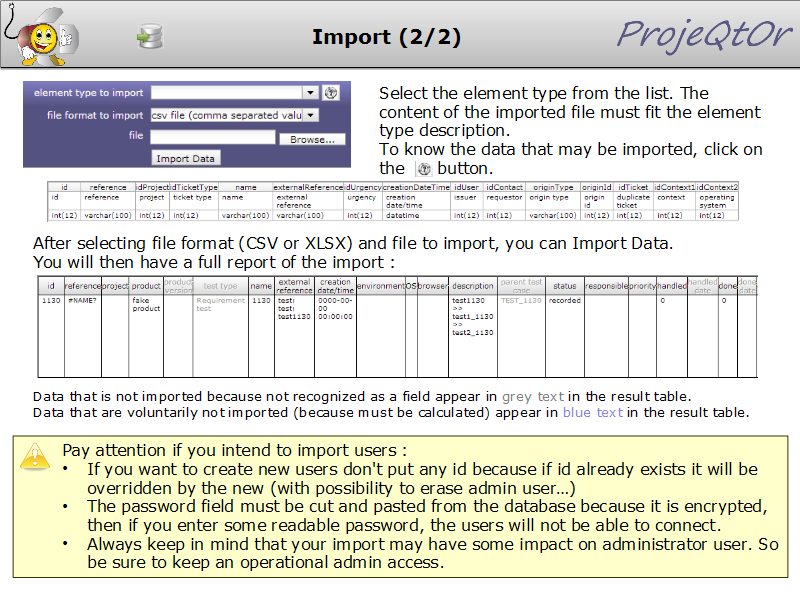 Import (2/2)
ProjeQtOr
element type to import
file format to import csv file (comma separated valu
file Browse...
Import Data
Select the element type from the list. The
content of the imported file must fit the element
type description.
To know the data that may be imported, click on
the button.
id reference idProject idTicketType name externalReference idUrgency creationDateTime idUser idContact originType originId idTicket idContext1 idContext2
id reference project ticket type name external reference urgency creation date/time issuer requestor origin type origin id duplicate ticket context operating system
int(12) varchar(100) int(12) int(12) varchar(100) varchar(100) int(12) datetime int(12) int(12) varchar(100) int(12) int(12) int(12) int(12)
After selecting file format (CSV or XLSX) and file to import, you can Import Data.
You will then have a full report of the import :
id reference project product product version test type name external reference creation date/time environment OS browser description parent test case status responsible priority handled handled date done done date
1130 #NAME? fake product Requirement test 1130 test: test: test1130 0000-00-00 00:00:00 test1130 >> test1_1130 >> test2_1130 TEST_1130 recorded 0 0
Data that is not imported because not recognized as a field appear in grey text in the result table.
Data that are voluntarily not imported (because must be calculated) appear in blue text in the result table.
Pay attention if you intend to import users :
• If you want to create new users don't put any id because if id already exists it will be
overridden by the new (with possibility to erase admin user…)
• The password field must be cut and pasted from the database because it is encrypted,
then if you enter some readable password, the users will not be able to connect.
• Always keep in mind that your import may have some impact on administrator user. So
be sure to keep an operational admin access.